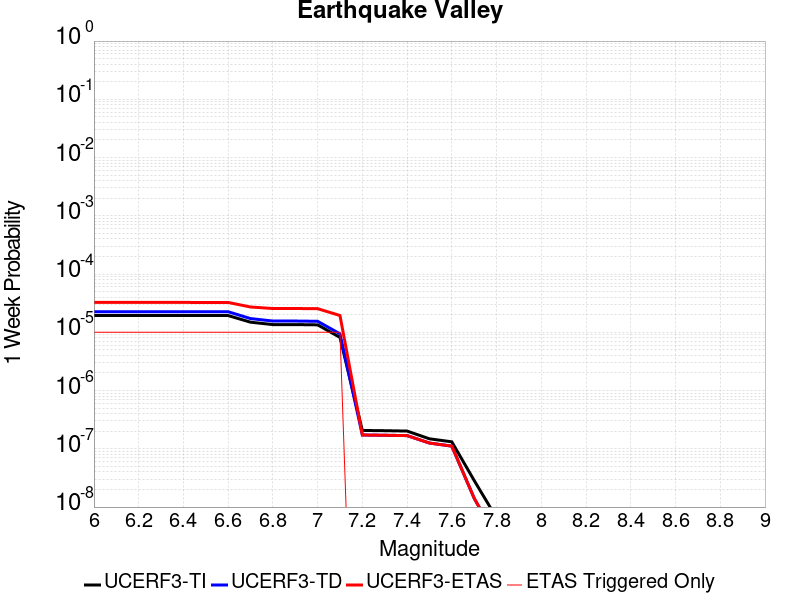 Earthquake Valley
1 Week Probability
10^0
10^-1
10^-2
10^-3
10^-4
10^-5
10^-6
10^-7
10^-8
6 6.2 6.4 6.6 6.8 7 7.2 7.4 7.6 7.8 8 8.2 8.4 8.6 8.8 9
Magnitude
UCERF3-TI UCERF3-TD UCERF3-ETAS ETAS Triggered Only